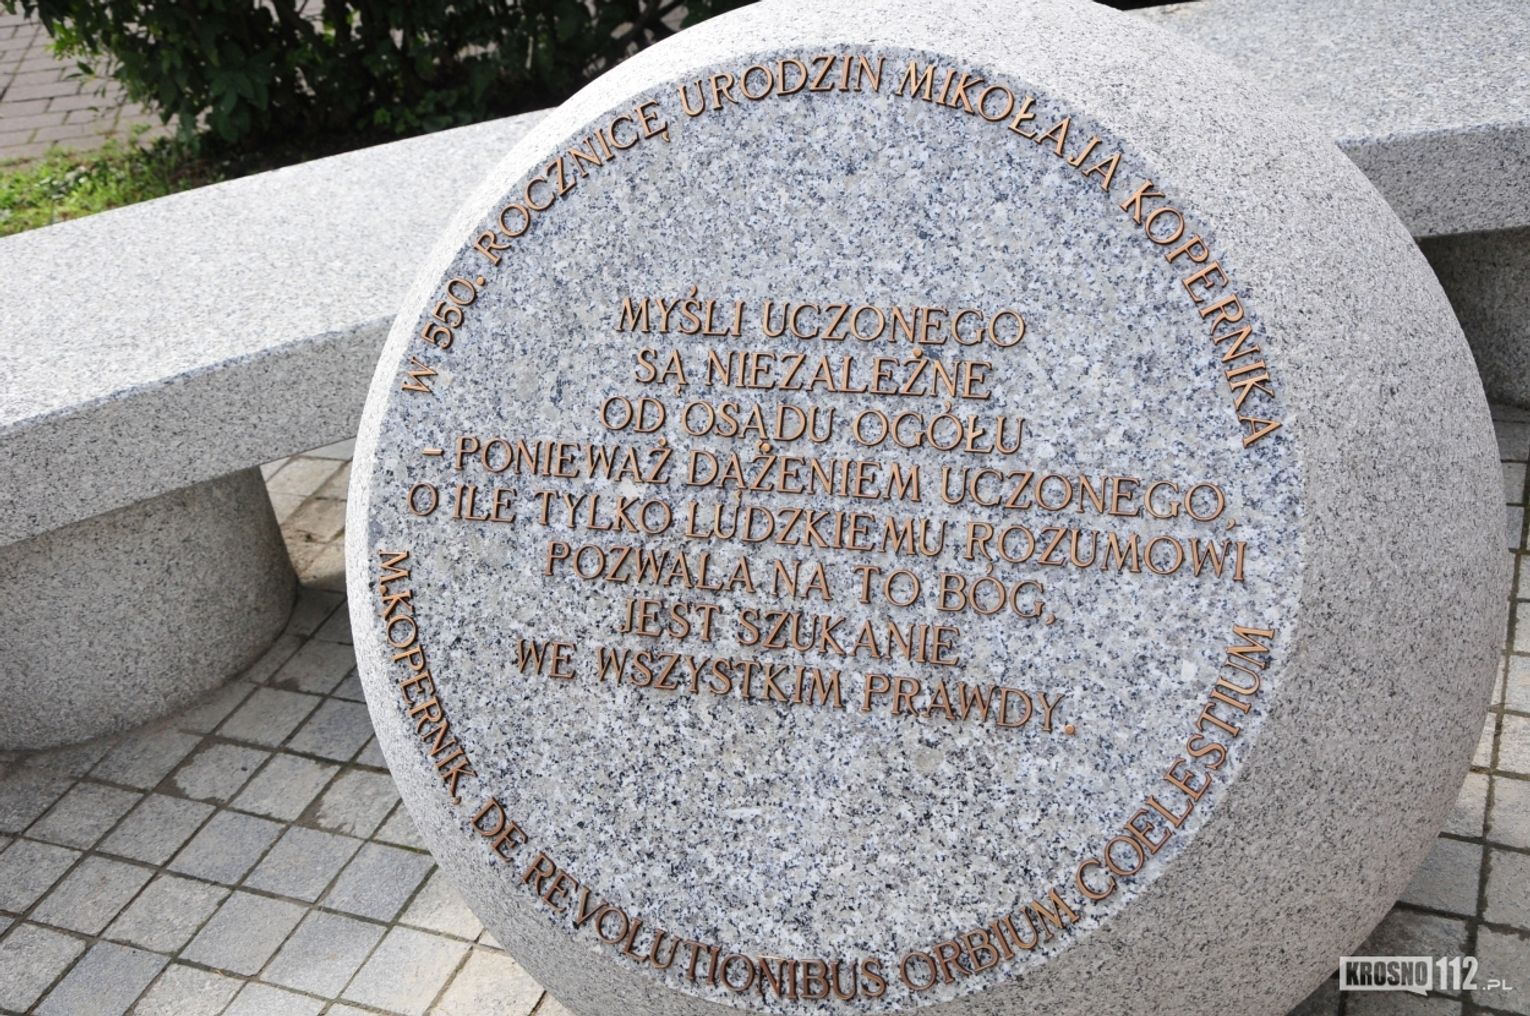 W 550. ROCZNICĘ URODZIN MIKOŁAJA KOPERNIKA
MYŚLI UCZONEGO
SĄ NIEZALEŻNE
OD OSĄDU OGÓŁU
– PONIEWAŻ DĄŻENIEM UCZONEGO,
O ILE TYLKO LUDZKIEMU ROZUMOWI
POZWALA NA TO BÓG,
JEST SZUKANIE
WE WSZYSTKIM PRAWDY.
M.KOPERNIK, DE REVOLUTIONIBUS ORBIUM COELESTIUM
KROSNO112.PL